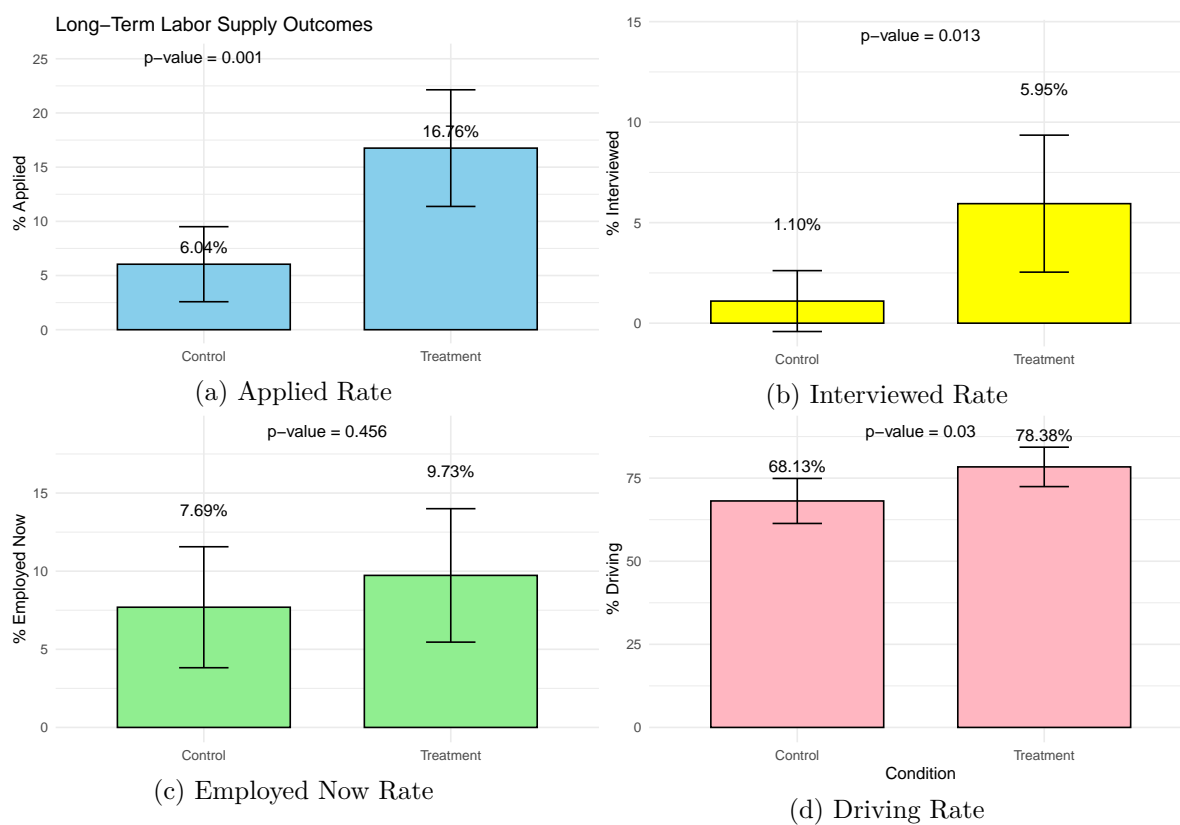 Long−Term Labor Supply Outcomes
p−value = 0.001
25
20
15
10
5
0
% Applied
6.04%
16.76%
Control
Treatment
(a) Applied Rate
p−value = 0.013
15
10
5
0
% Interviewed
1.10%
5.95%
Control
Treatment
(b) Interviewed Rate
p−value = 0.456
15
10
5
0
% Employed Now
7.69%
9.73%
Control
Treatment
(c) Employed Now Rate
p−value = 0.03
75
50
25
0
% Driving
68.13%
78.38%
Control
Treatment
Condition
(d) Driving Rate